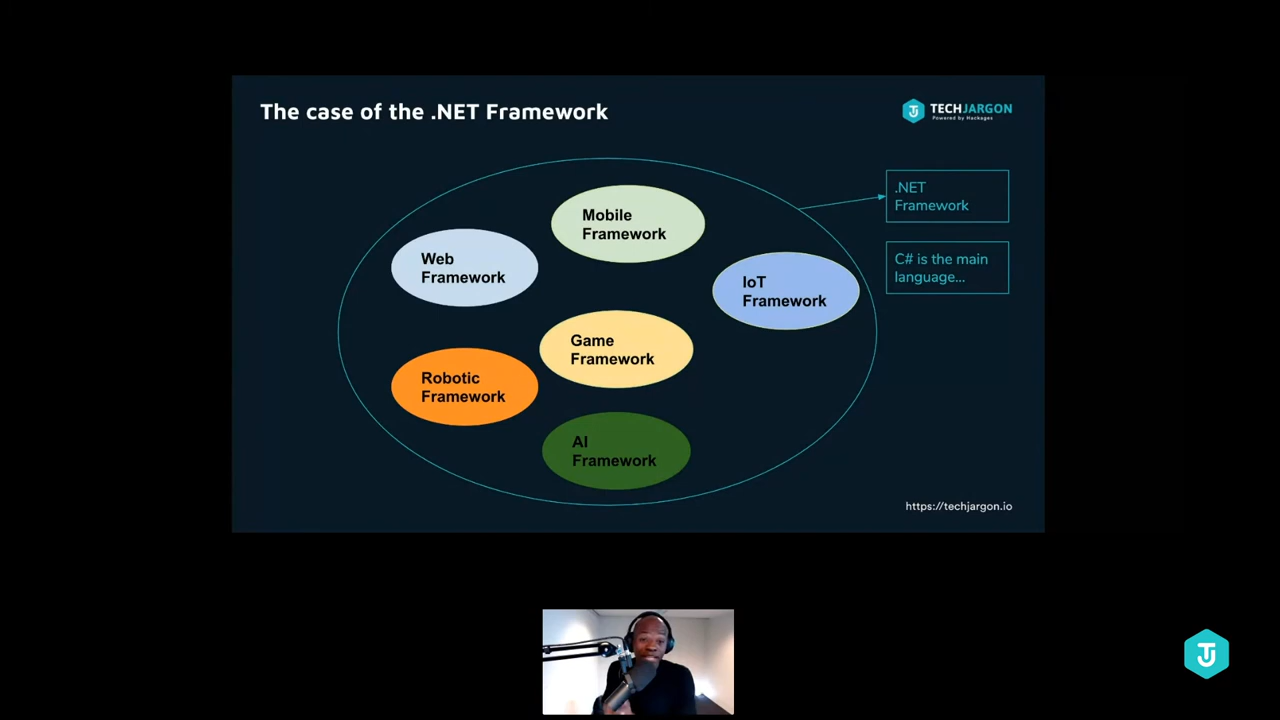 The case of the .NET Framework
TECHJARGON
Powered by Hackages
Mobile
Framework
.NET
Framework
Web
Framework
C# is the main
language...
IoT
Framework
Game
Framework
Robotic
Framework
AI
Framework
https://techjargon.io